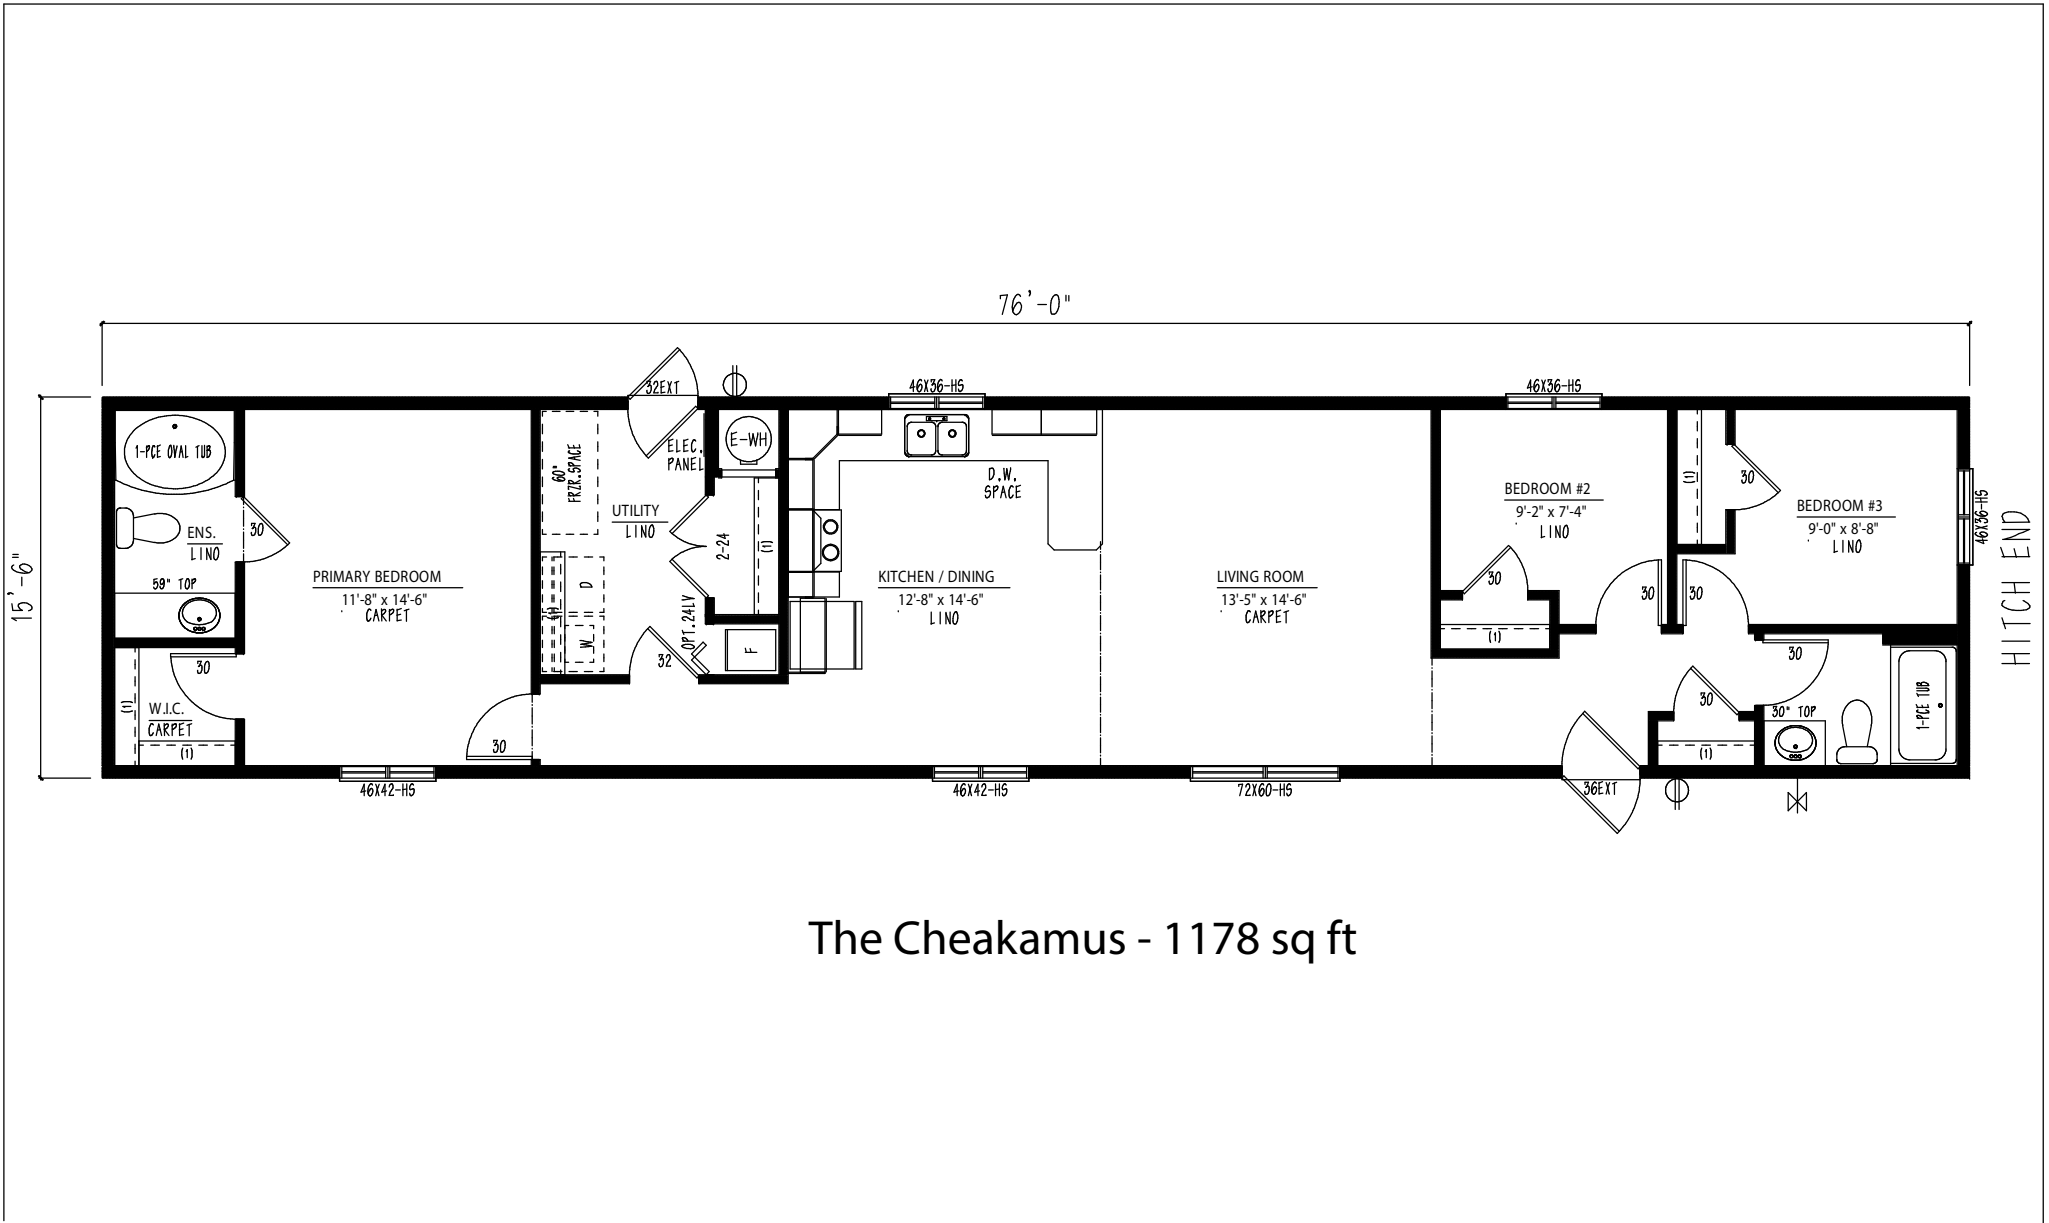 76'-0"
15'-6"
32EXT
46X36-HS
46X36-HS
1-PCE OVAL TUB
30
ENS.
LINO
59" TOP
30
W.I.C.
CARPET
(1)
(1)
PRIMARY BEDROOM
11'-8" x 14'-6"
CARPET
30
46X42-HS
60"
FRZR.SPACE
ELEC.
PANEL
E-WH
UTILITY
LINO
2-24
(1)
D
W
(1)
OPT.24LV
32
F
D.W.
SPACE
KITCHEN / DINING
12'-8" x 14'-6"
LINO
46X42-HS
LIVING ROOM
13'-5" x 14'-6"
CARPET
72X60-HS
BEDROOM #2
9'-2" x 7'-4"
LINO
30
(1)
30
30
(1)
30
BEDROOM #3
9'-0" x 8'-8"
LINO
46X36-HS
HITCH END
30
30
(1)
30" TOP
1-PCE TUB
36EXT
The Cheakamus - 1178 sq ft